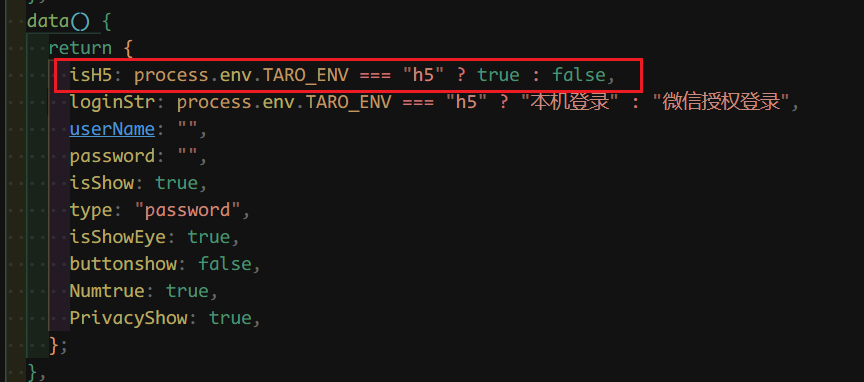 },
data() {
return {
isH5: process.env.TARO_ENV === "h5" ? true : false,
loginStr: process.env.TARO_ENV === "h5" ? "本机登录" : "微信授权登录",
userName: "",
password: "",
isShow: true,
type: "password",
isShowEye: true,
buttonshow: false,
Numtrue: true,
PrivacyShow: true,
};
},